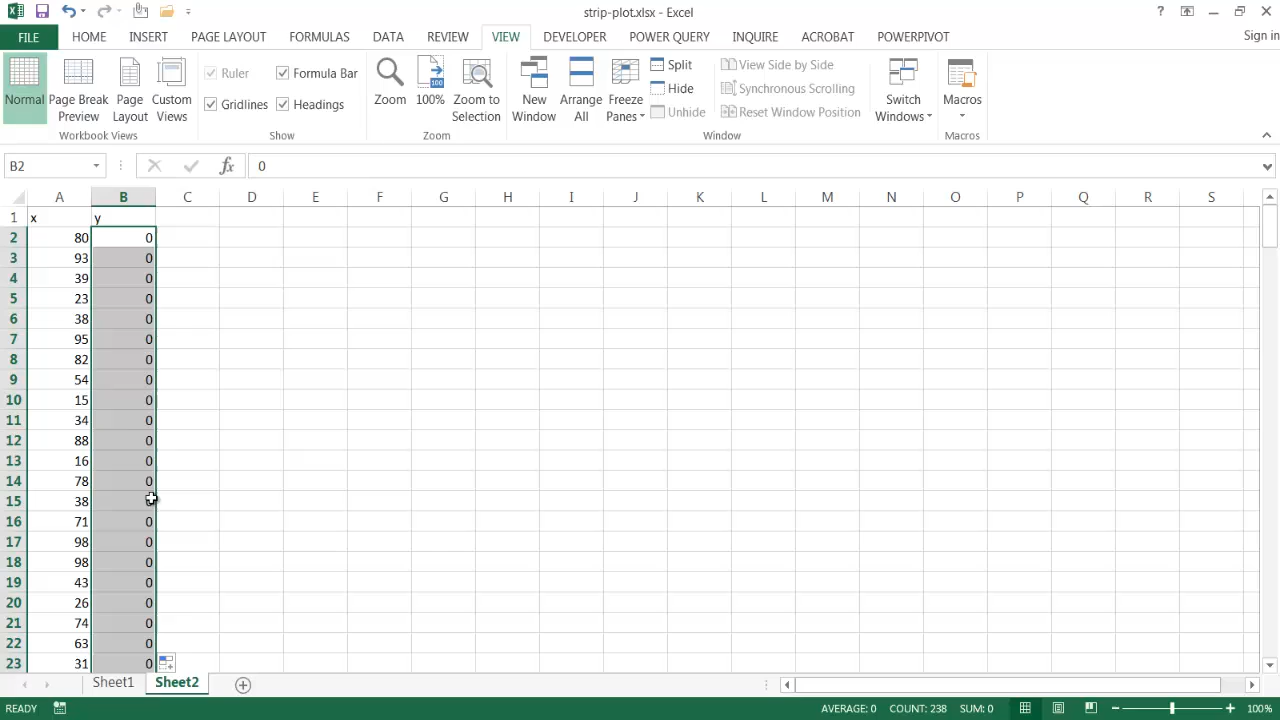 strip-plot.xlsx - Excel
?
Sign in
FILE HOME INSERT PAGE LAYOUT FORMULAS DATA REVIEW VIEW DEVELOPER POWER QUERY INQUIRE ACROBAT POWERPIVOT
Normal
Page Break
Preview
Page
Layout
Custom
Views
Workbook Views
Ruler
Formula Bar
Gridlines
Headings
Show
Zoom
100
100%
Zoom to
Selection
Zoom
New
Window
Arrange
All
Freeze
Panes
Split
Hide
Unhide
View Side by Side
Synchronous Scrolling
Reset Window Position
Window
Switch
Windows
Macros
Macros
B2
fx
0
A B C D E F G H I J K L M N O P Q R S
1 x y
2 80 0
3 93 0
4 39 0
5 23 0
6 38 0
7 95 0
8 82 0
9 54 0
10 15 0
11 34 0
12 88 0
13 16 0
14 78 0
15 38 0
16 71 0
17 98 0
18 98 0
19 43 0
20 26 0
21 74 0
22 63 0
23 31 0
Sheet1 Sheet2
READY
AVERAGE: 0 COUNT: 238 SUM: 0
100%